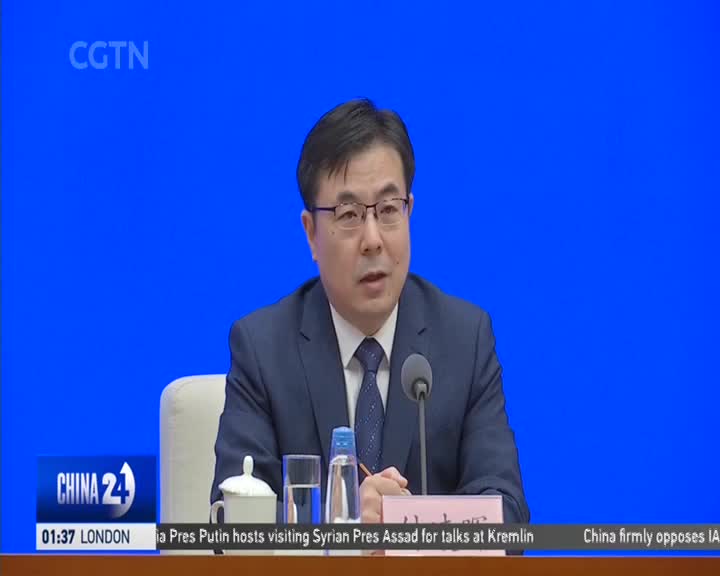 CGTN
CHINA 24
01:37 LONDON
ia Pres Putin hosts visiting Syrian Pres Assad for talks at Kremlin China firmly opposes IA